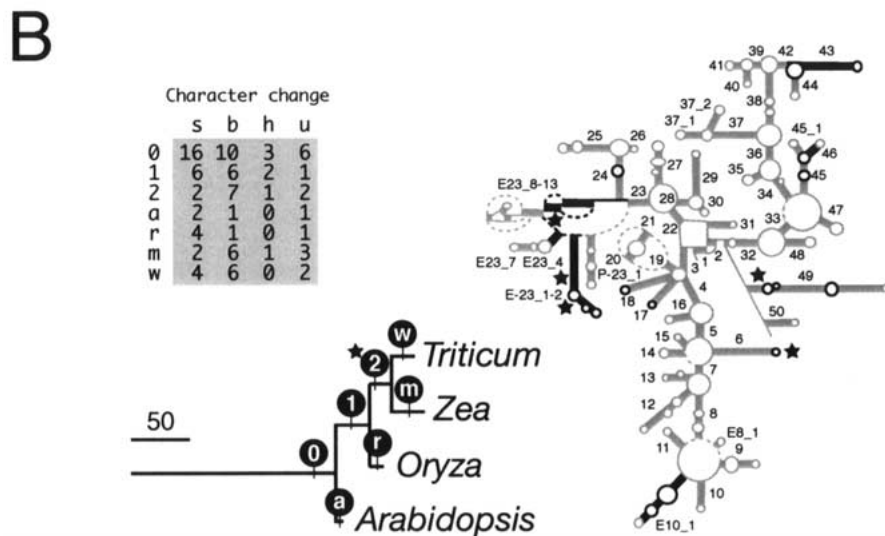 B
Character change
s b h u
0 16 10 3 6
1 6 6 2 1
2 2 7 1 2
a 2 1 0 1
r 4 1 0 1
m 2 6 1 3
w 4 6 0 2
50
0
1
2
w
m
r
a
Triticum
Zea
Oryza
Arabidopsis
39 42 43
41
40 44
38
37_2
37_1 37
45_1
46
36
35 45
34
33
47
25 26
24
27
29
E23_8-13
23 28 30
21 22 31
32 48
E23_7 E23_4
20 19
P-23_1
3 1 2
E-23_1-2
4
18
17
16
49
50
5
15
14
6
7
13
12
8
11
E8_1
9
10
E10_1